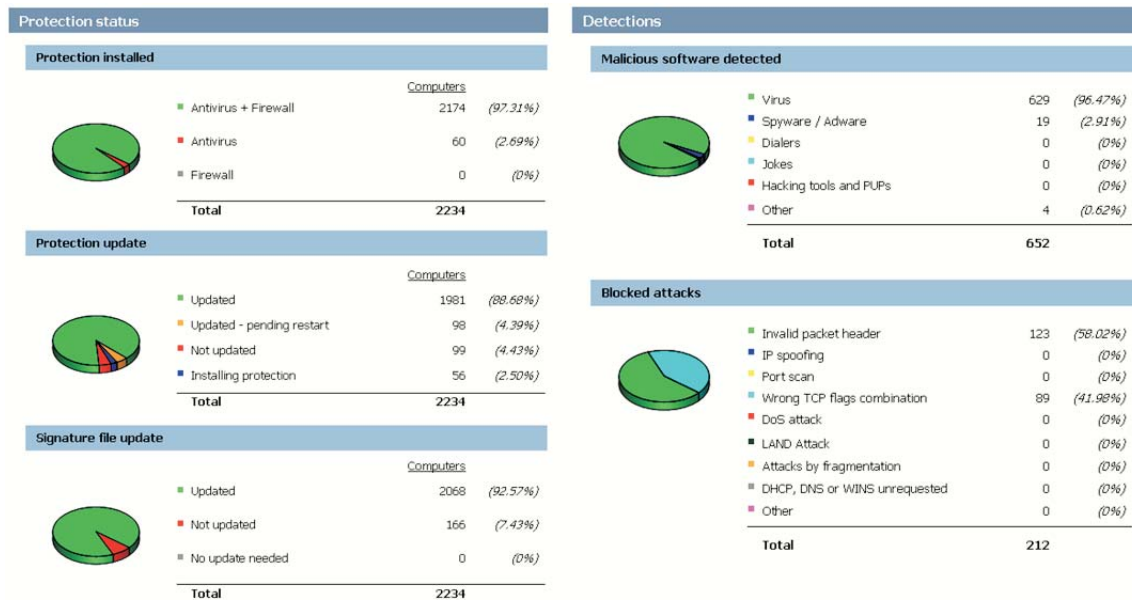 Protection status
Protection installed
Computers
Antivirus + Firewall 2174 (97.31%)
Antivirus 60 (2.69%)
Firewall 0 (0%)
Total 2234
Protection update
Computers
Updated 1981 (88.68%)
Updated - pending restart 98 (4.39%)
Not updated 99 (4.43%)
Installing protection 56 (2.50%)
Total 2234
Signature file update
Computers
Updated 2068 (92.57%)
Not updated 166 (7.43%)
No update needed 0 (0%)
Total 2234
Detections
Malicious software detected
Virus 629 (96.47%)
Spyware / Adware 19 (2.91%)
Dialers 0 (0%)
Jokes 0 (0%)
Hacking tools and PUPs 0 (0%)
Other 4 (0.62%)
Total 652
Blocked attacks
Invalid packet header 123 (58.02%)
IP spoofing 0 (0%)
Port scan 0 (0%)
Wrong TCP flags combination 89 (41.98%)
DoS attack 0 (0%)
LAND Attack 0 (0%)
Attacks by fragmentation 0 (0%)
DHCP, DNS or WINS unrequested 0 (0%)
Other 0 (0%)
Total 212